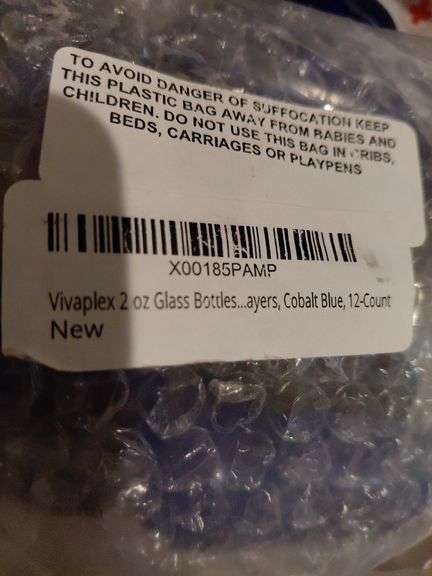 TO AVOID DANGER OF SUFFOCATION KEEP
THIS PLASTIC BAG AWAY FROM BABIES AND
CHILDREN. DO NOT USE THIS BAG IN CRIBS,
BEDS, CARRIAGES OR PLAYPENS
X00185PAMP
Vivaplex 2 oz Glass Bottles...ayers, Cobalt Blue, 12-Count
New